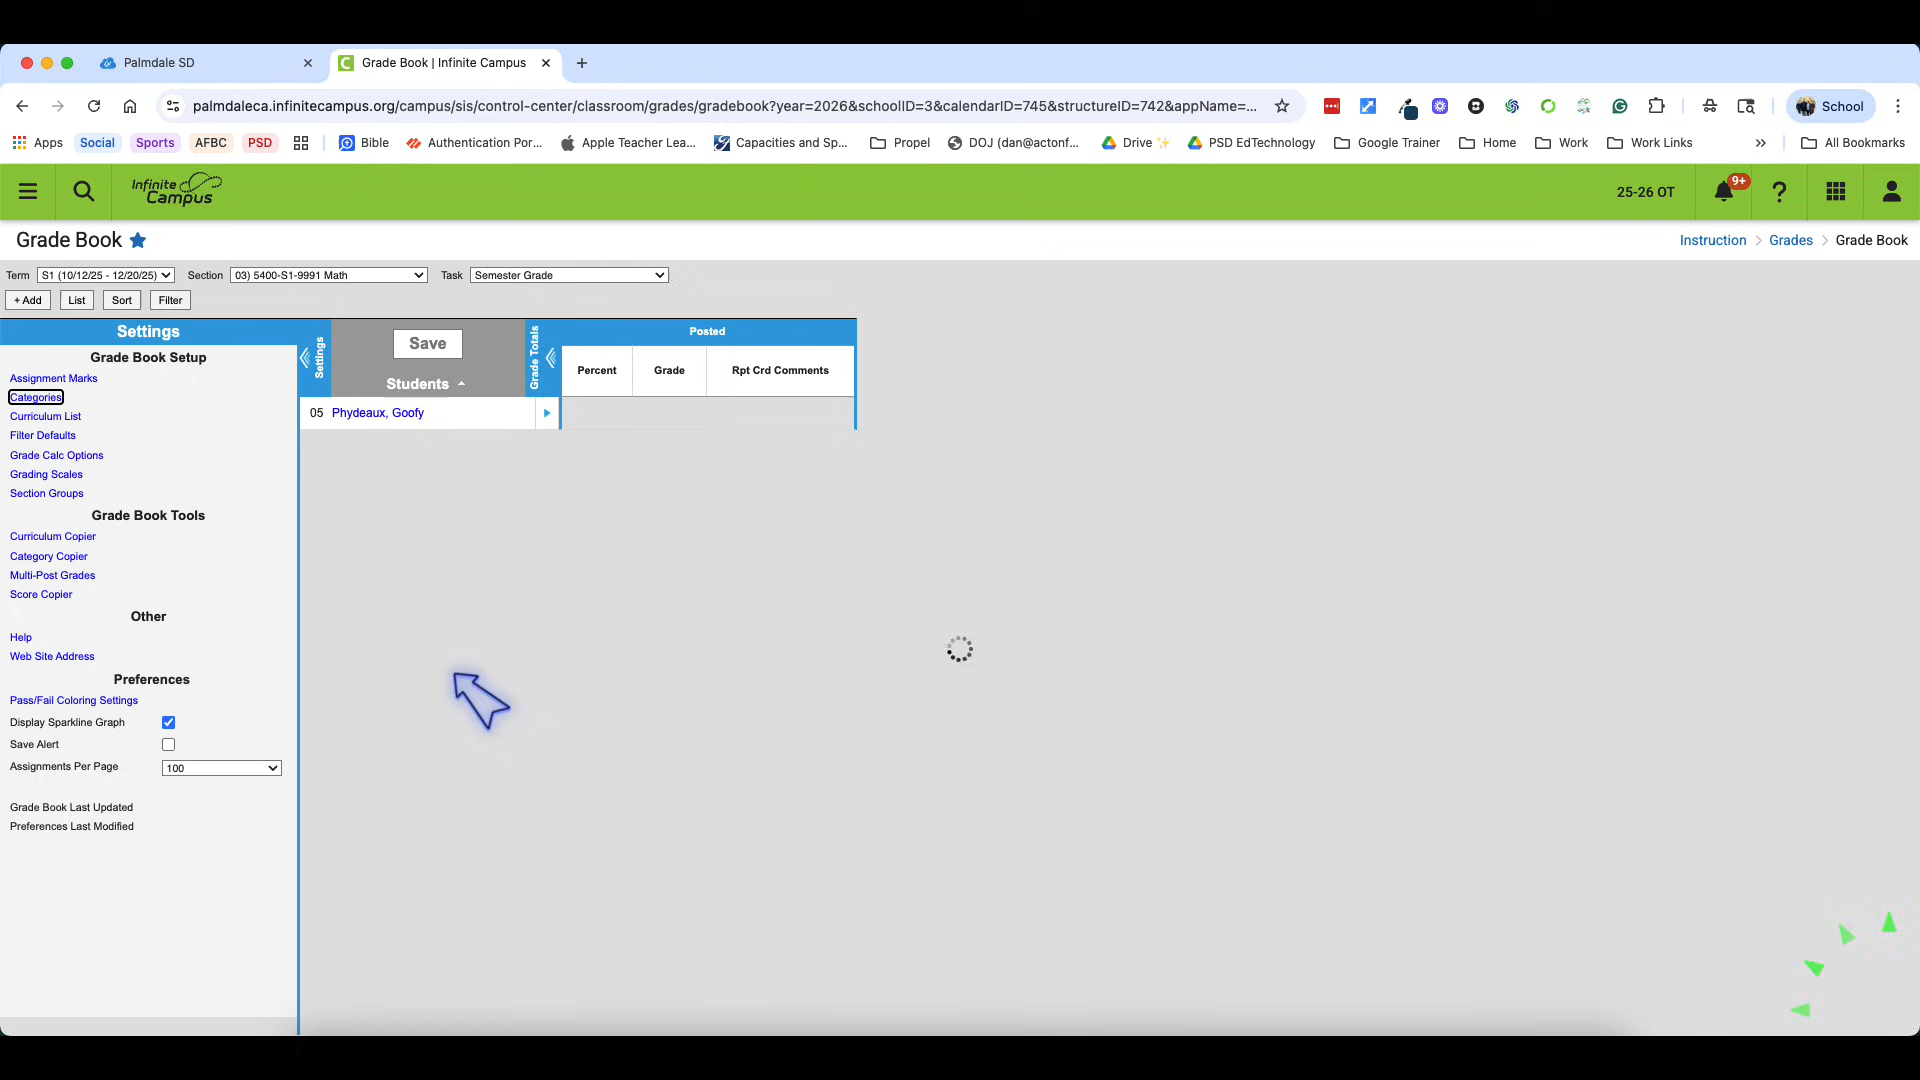 Palmdale SD
Grade Book | Infinite Campus
palmdaleca.infinitecampus.org/campus/sis/control-center/classroom/grades/gradebook?year=2026&schoolID=3&calendarID=745&structureID=742&appName=...
School
Apps
Social
Sports
AFBC
PSD
Bible
Authentication Por...
Apple Teacher Lea...
Capacities and Sp...
Propel
DOJ (dan@actonf...
Drive
PSD EdTechnology
Google Trainer
Home
Work
Work Links
»
All Bookmarks
Infinite
Campus
25-26 OT
9+
?
Grade Book
Instruction > Grades > Grade Book
Term S1 (10/12/25 - 12/20/25) Section 03) 5400-S1-9991 Math Task Semester Grade
+ Add List Sort Filter
Settings
Grade Book Setup
Assignment Marks
Categories
Curriculum List
Filter Defaults
Grade Calc Options
Grading Scales
Section Groups
Grade Book Tools
Curriculum Copier
Category Copier
Multi-Post Grades
Score Copier
Other
Help
Web Site Address
Preferences
Pass/Fail Coloring Settings
Display Sparkline Graph
Save Alert
Assignments Per Page 100
Grade Book Last Updated
Preferences Last Modified
Settings
Save
Students
Grade Totals
Posted
Percent Grade Rpt Crd Comments
05 Phydeaux, Goofy